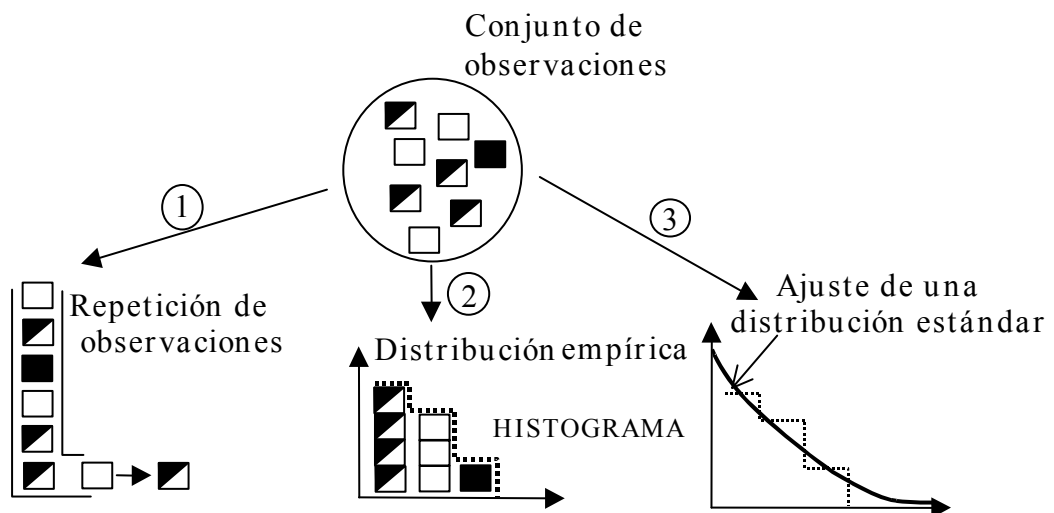 Conjunto de
observaciones
1
3
2
Repetición de
observaciones
Distribución empírica
HISTOGRAMA
Ajuste de una
distribución estándar